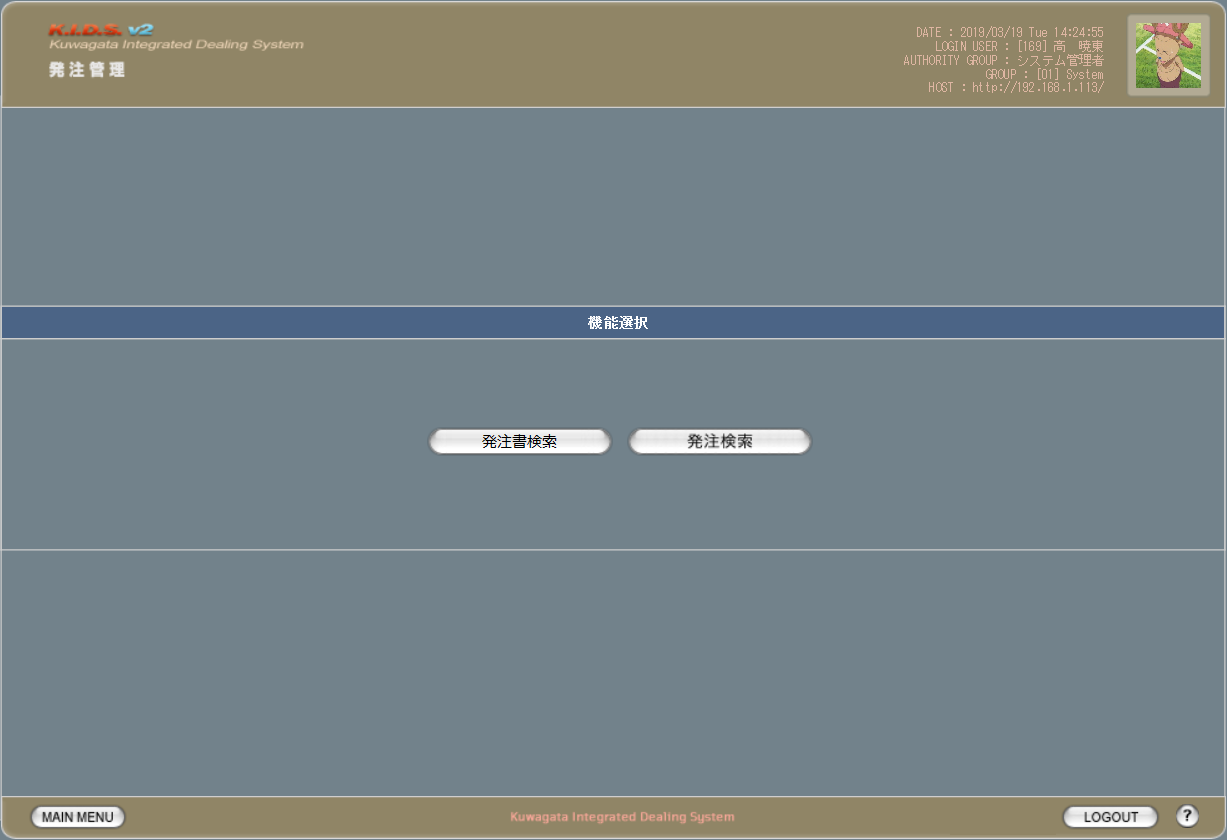 K.I.D.S. v2
Kuwagata Integrated Dealing System
発注管理
DATE : 2019/03/19 Tue 14:24:55
LOGIN USER : [169] 高　暁東
AUTHORITY GROUP : システム管理者
GROUP : [01] System
HOST : http://192.168.1.113/
機能選択
発注書検索 発注検索
MAIN MENU Kuwagata Integrated Dealing System LOGOUT ?